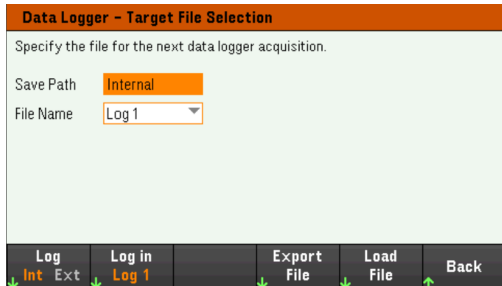 Data Logger – Target File Selection
Specify the file for the next data logger acquisition.
Save Path Internal
File Name Log 1
Log Log in Export Load Back
Int Ext Log 1 File File